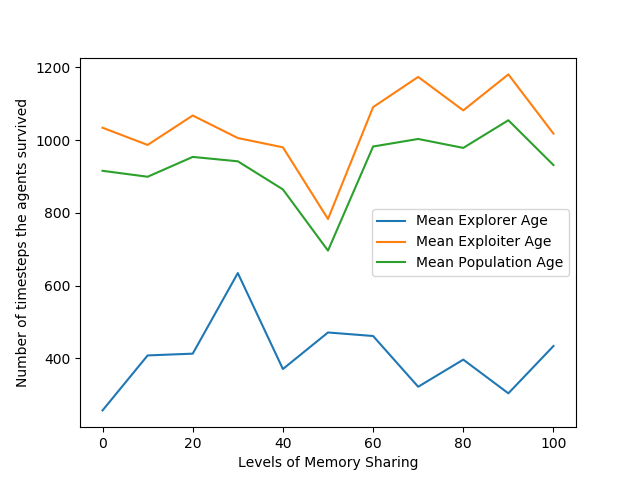 1200
1000
800
600
400
Number of timesteps the agents survived
Mean Explorer Age
Mean Exploiter Age
Mean Population Age
0 20 40 60 80 100
Levels of Memory Sharing